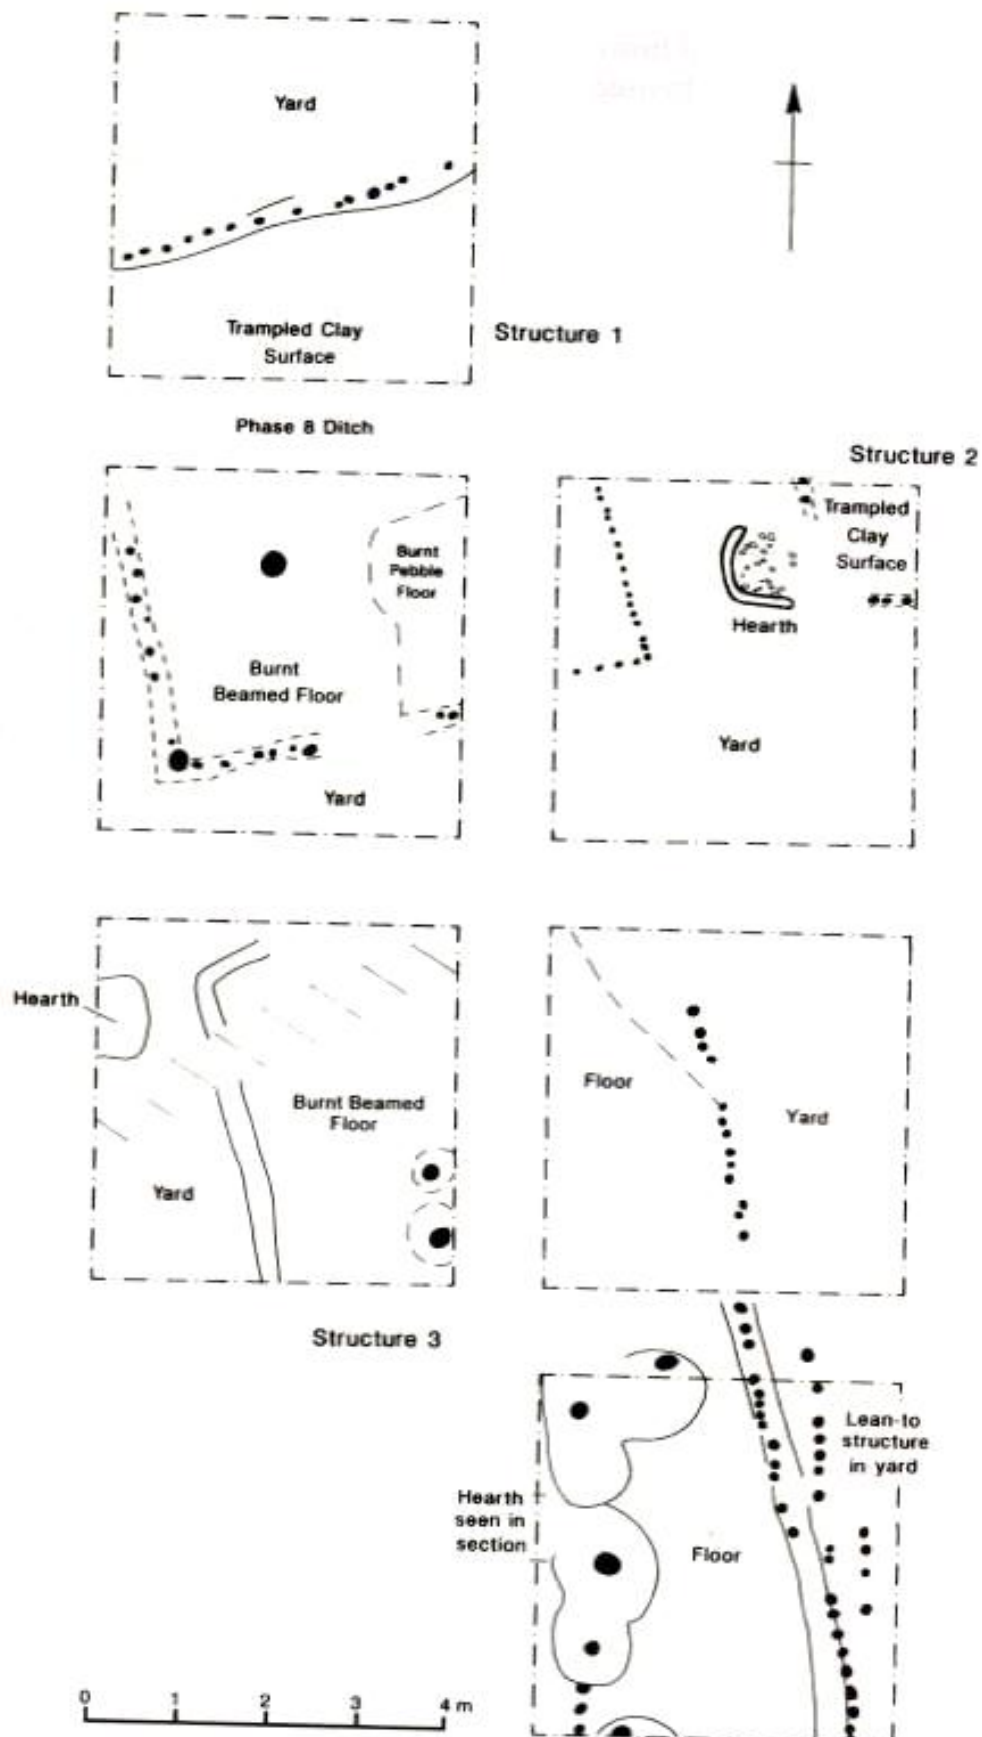 Yard
Trampled Clay
Surface
Structure 1
Phase 8 Ditch
Burnt
Pebble
Floor
Burnt
Beamed Floor
Yard
Structure 2
Trampled
Clay
Surface
Hearth
Yard
Hearth
Burnt Beamed
Floor
Yard
Floor
Yard
Structure 3
Lean-to
structure
in yard
Hearth
seen in
section
Floor
0 1 2 3 4 m